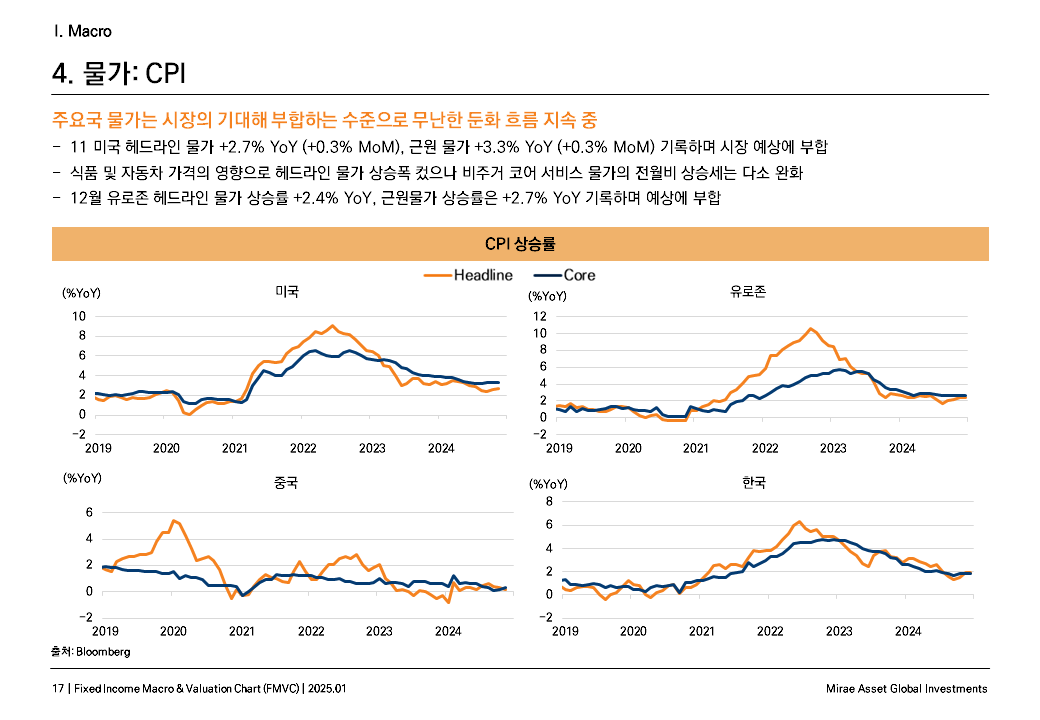 I. Macro
4. 물가: CPI
주요국 물가는 시장의 기대해 부합하는 수준으로 무난한 둔화 흐름 지속 중
- 11 미국 헤드라인 물가 +2.7% YoY (+0.3% MoM), 근원 물가 +3.3% YoY (+0.3% MoM) 기록하며 시장 예상에 부합
- 식품 및 자동차 가격의 영향으로 헤드라인 물가 상승폭 컸으나 비주거 코어 서비스 물가의 전월비 상승세는 다소 완화
- 12월 유로존 헤드라인 물가 상승률 +2.4% YoY, 근원물가 상승률은 +2.7% YoY 기록하며 예상에 부합
CPI 상승률
Headline Core
(%YoY) 미국
10
8
6
4
2
0
-2
2019 2020 2021 2022 2023 2024
(%YoY) 유로존
12
10
8
6
4
2
0
-2
2019 2020 2021 2022 2023 2024
(%YoY) 중국
6
4
2
0
-2
2019 2020 2021 2022 2023 2024
(%YoY) 한국
8
6
4
2
0
-2
2019 2020 2021 2022 2023 2024
출처: Bloomberg
17 | Fixed Income Macro & Valuation Chart (FMVC) | 2025.01
Mirae Asset Global Investments